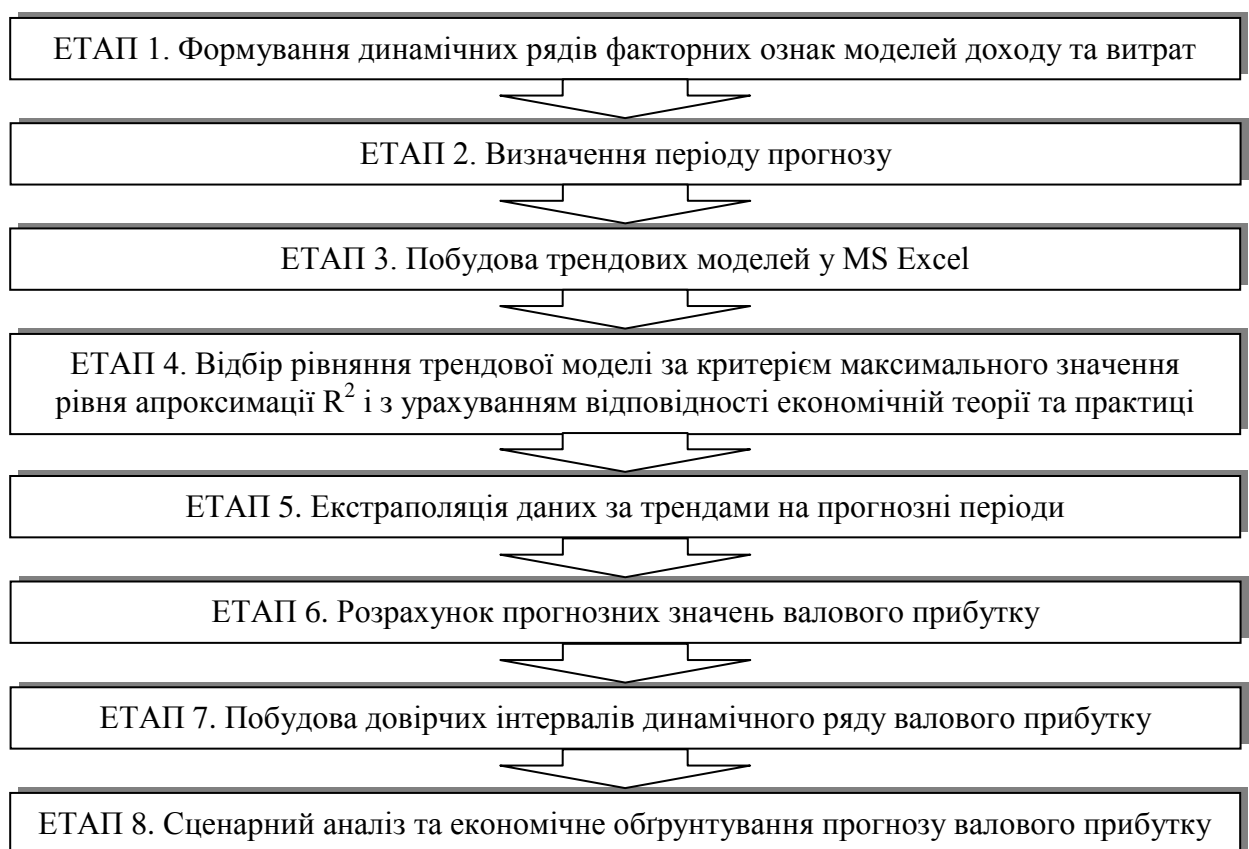 ЕТАП 1. Формування динамічних рядів факторних ознак моделей доходу та витрат
ЕТАП 2. Визначення періоду прогнозу
ЕТАП 3. Побудова трендових моделей у MS Excel
ЕТАП 4. Відбір рівняння трендової моделі за критерієм максимального значення
рівня апроксимації R² і з урахуванням відповідності економічній теорії та практиці
ЕТАП 5. Екстраполяція даних за трендами на прогнозні періоди
ЕТАП 6. Розрахунок прогнозних значень валового прибутку
ЕТАП 7. Побудова довірчих інтервалів динамічного ряду валового прибутку
ЕТАП 8. Сценарний аналіз та економічне обґрунтування прогнозу валового прибутку